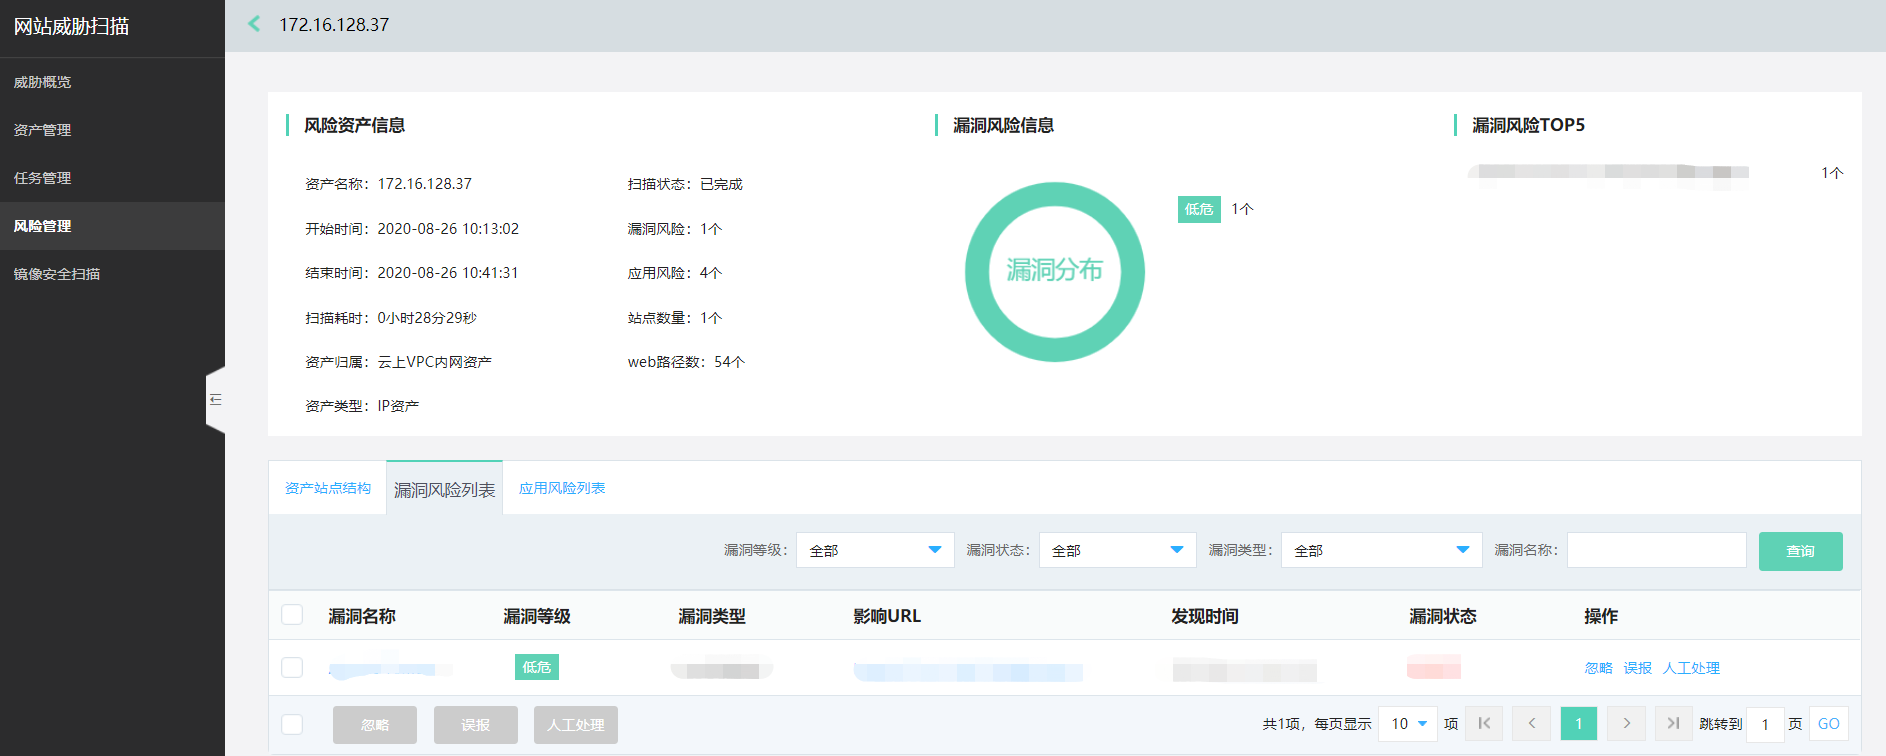 网站威胁扫描
威胁概览
资产管理
任务管理
风险管理
镜像安全扫描
172.16.128.37
风险资产信息
资产名称：172.16.128.37
扫描状态：已完成
开始时间：2020-08-26 10:13:02
漏洞风险：1个
结束时间：2020-08-26 10:41:31
应用风险：4个
扫描耗时：0小时28分29秒
站点数量：1个
资产归属：云上VPC内网资产
web路径数：54个
资产类型：IP资产
漏洞风险信息
漏洞分布
低危 1个
漏洞风险TOP5
1个
资产站点结构 漏洞风险列表 应用风险列表
漏洞等级： 全部 漏洞状态： 全部 漏洞类型： 全部 漏洞名称： 查询
漏洞名称 漏洞等级 漏洞类型 影响URL 发现时间 漏洞状态 操作
低危 忽略 误报 人工处理
忽略 误报 人工处理 共1项，每页显示 10 项 1 跳转到 1 页 GO